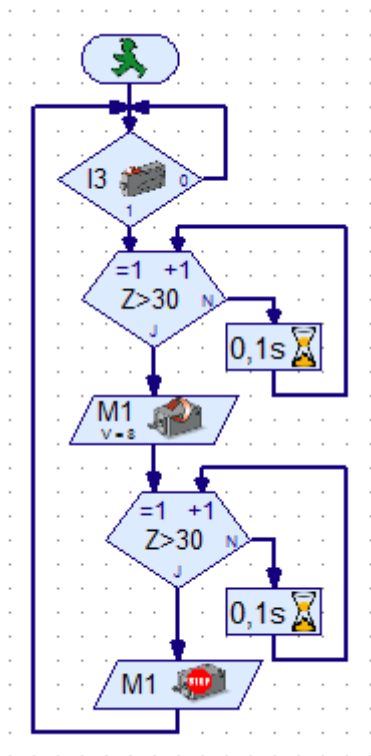 I3
0
1
=1 +1
Z>30
N
J
0,1s
M1
V = 8
=1 +1
Z>30
N
J
0,1s
M1
STOP